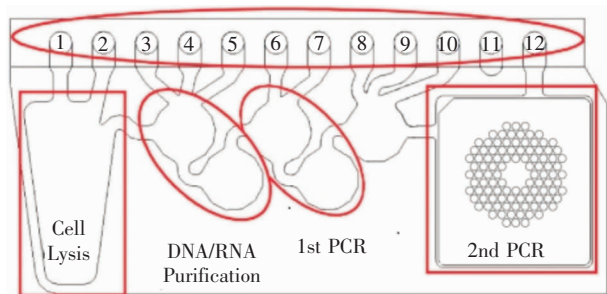 1 2 3 4 5 6 7 8 9 10 11 12
Cell
Lysis
DNA/RNA
Purification
1st PCR
2nd PCR